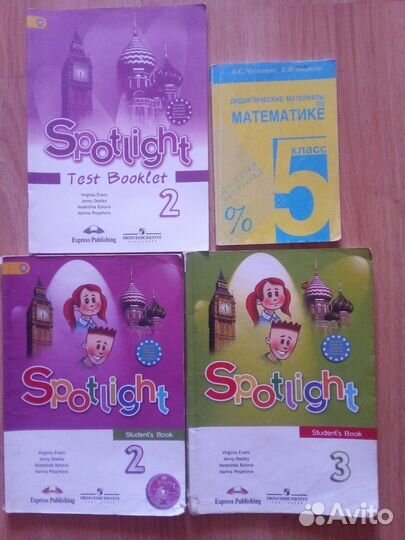 Spotlight
Test Booklet
2
Virginia Evans
Jenny Dooley
Nadezhda Bykova
Marina Pospelova
Express Publishing
ПРОСВЕЩЕНИЕ
А.С. Чесноков, К.И. Нешков
ДИДАКТИЧЕСКИЕ МАТЕРИАЛЫ
ПО
МАТЕМАТИКЕ
КЛАСС
5
%
Spotlight
Student's Book
2
Virginia Evans
Jenny Dooley
Nadezhda Bykova
Marina Pospelova
Express Publishing
ПРОСВЕЩЕНИЕ
Spotlight
Student's Book
3
Virginia Evans
Jenny Dooley
Nadezhda Bykova
Marina Pospelova
Express Publishing
ПРОСВЕЩЕНИЕ
Avito